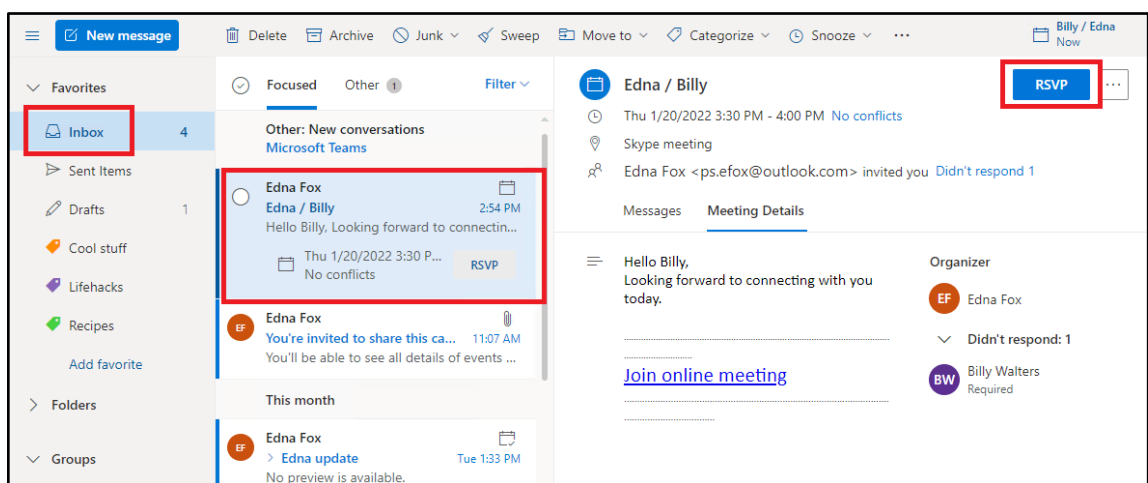 New message
Delete
Archive
Junk
Sweep
Move to
Categorize
Snooze
Billy / Edna
Now
Favorites
Inbox 4
Sent Items
Drafts 1
Cool stuff
Lifehacks
Recipes
Add favorite
Folders
Groups
Focused
Other 1
Filter
Other: New conversations
Microsoft Teams
Edna Fox
Edna / Billy 2:54 PM
Hello Billy, Looking forward to connectin...
Thu 1/20/2022 3:30 P...
No conflicts
RSVP
EF
Edna Fox
You're invited to share this ca... 11:07 AM
You'll be able to see all details of events ...
This month
EF
Edna Fox
> Edna update Tue 1:33 PM
No preview is available.
Edna / Billy
RSVP
Thu 1/20/2022 3:30 PM - 4:00 PM No conflicts
Skype meeting
Edna Fox <ps.efox@outlook.com> invited you Didn't respond 1
Messages
Meeting Details
Hello Billy,
Looking forward to connecting with you
today.
Join online meeting
Organizer
EF Edna Fox
Didn't respond: 1
BW Billy Walters
Required